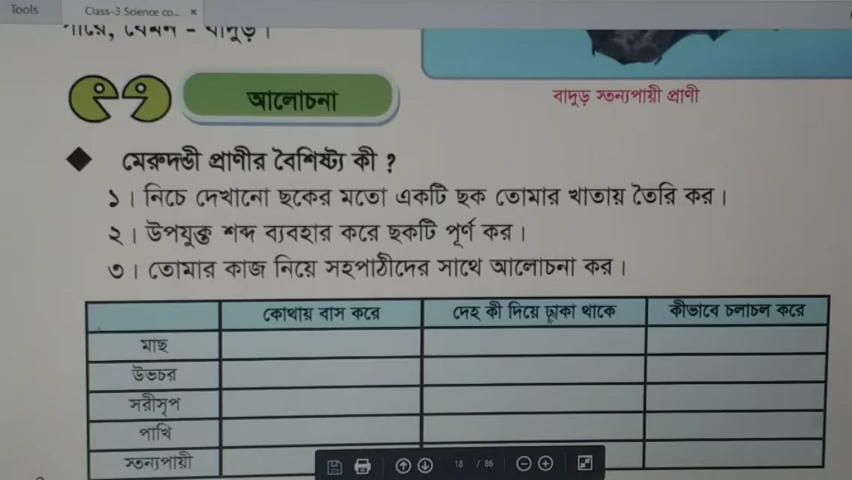 Tools Class-3 Science co... ×
পারে, যেমন – বাদুড়।
আলোচনা
বাদুড় স্তন্যপায়ী প্রাণী
মেরুদণ্ডী প্রাণীর বৈশিষ্ট্য কী ?
১। নিচে দেখানো ছকের মতো একটি ছক তোমার খাতায় তৈরি কর।
২। উপযুক্ত শব্দ ব্যবহার করে ছকটি পূর্ণ কর।
৩। তোমার কাজ নিয়ে সহপাঠীদের সাথে আলোচনা কর।
কোথায় বাস করে দেহ কী দিয়ে ঢাকা থাকে কীভাবে চলাচল করে
মাছ
উভচর
সরীসৃপ
পাখি
স্তন্যপায়ী
18 / 86